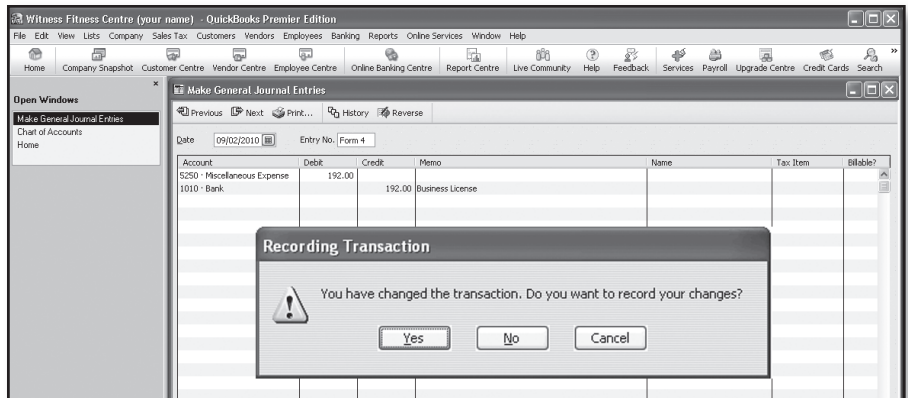 Witness Fitness Centre (your name) - QuickBooks Premier Edition
File Edit View Lists Company Sales Tax Customers Vendors Employees Banking Reports Online Services Window Help
Home Company Snapshot Customer Centre Vendor Centre Employee Centre Online Banking Centre Report Centre Live Community Help Feedback Services Payroll Upgrade Centre Credit Cards Search »
Open Windows
Make General Journal Entries
Chart of Accounts
Home
Make General Journal Entries
Previous Next Print... History Reverse
Date 09/02/2010 Entry No. Form 4
Account Debit Credit Memo Name Tax Item Billable?
5250 · Miscellaneous Expense 192.00
1010 · Bank 192.00 Business License
Recording Transaction
You have changed the transaction. Do you want to record your changes?
Yes No Cancel